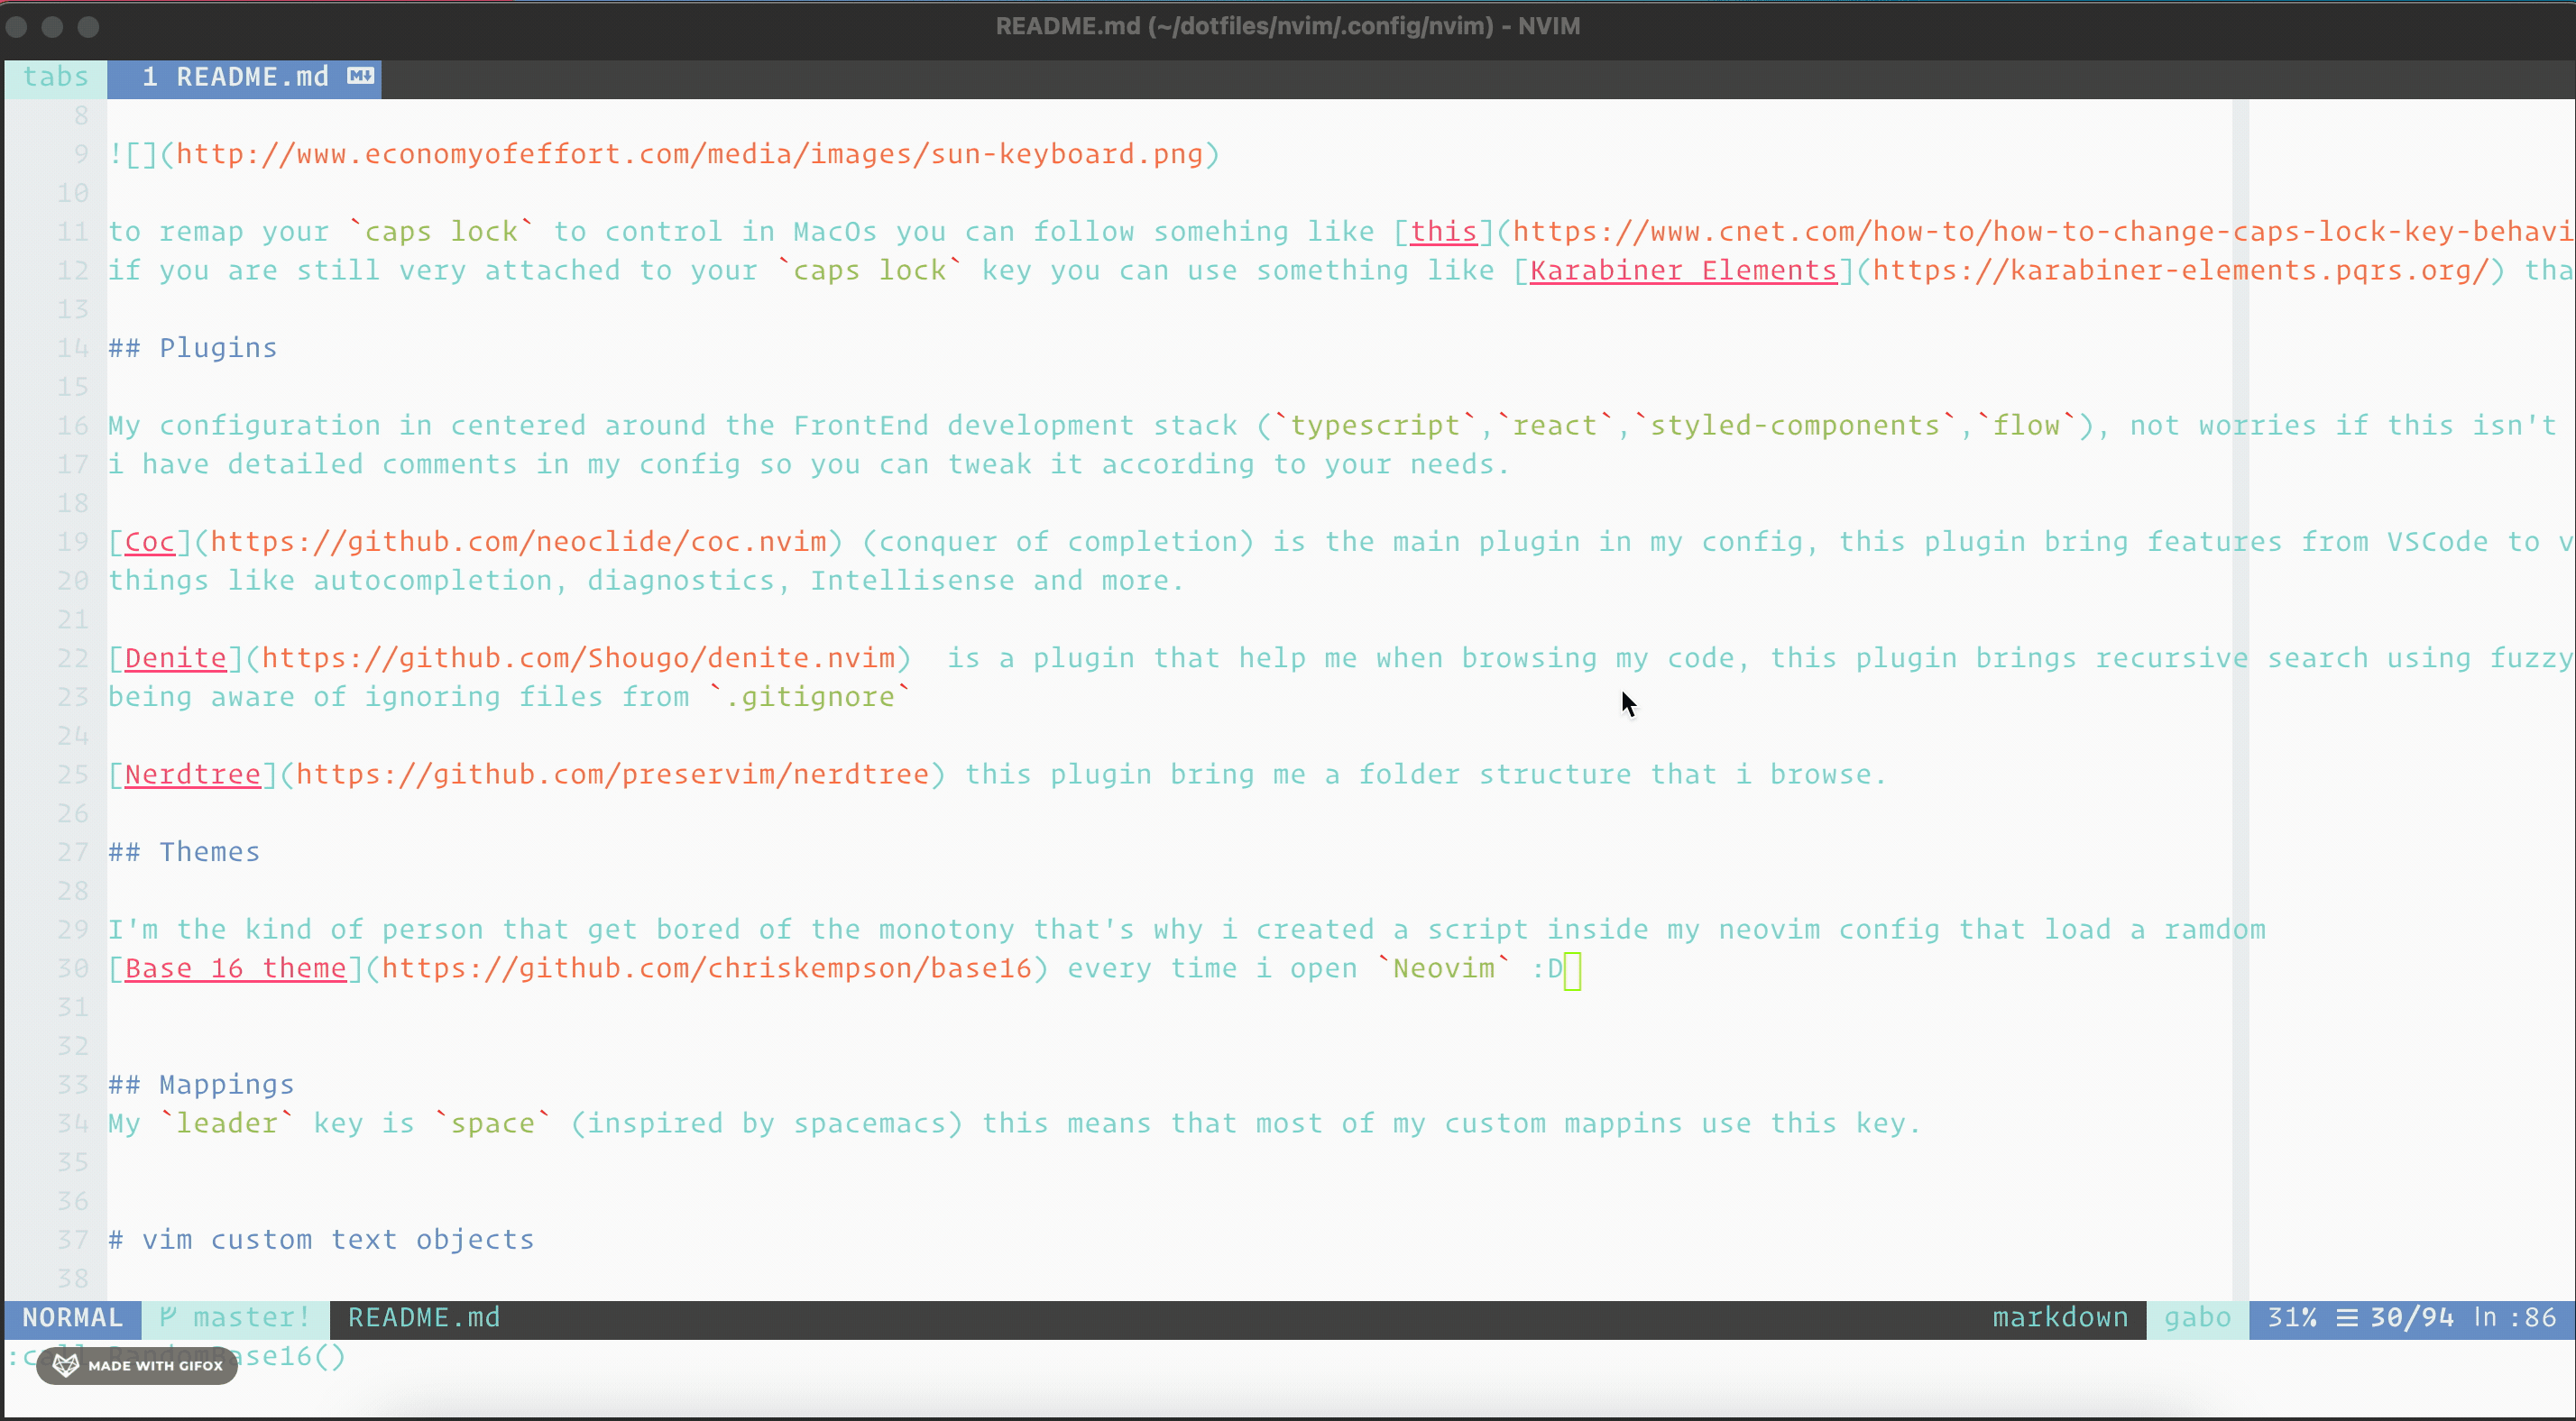 README.md (~/dotfiles/nvim/.config/nvim) - NVIM
tabs 1 README.md M↓
8
9 ![](http://www.economyofeffort.com/media/images/sun-keyboard.png)
10
11 to remap your `caps lock` to control in MacOs you can follow somehing like [this](https://www.cnet.com/how-to/how-to-change-caps-lock-key-behavi
12 if you are still very attached to your `caps lock` key you can use something like [Karabiner Elements](https://karabiner-elements.pqrs.org/) tha
13
14 ## Plugins
15
16 My configuration in centered around the FrontEnd development stack (`typescript`,`react`,`styled-components`,`flow`), not worries if this isn't
17 i have detailed comments in my config so you can tweak it according to your needs.
18
19 [Coc](https://github.com/neoclide/coc.nvim) (conquer of completion) is the main plugin in my config, this plugin bring features from VSCode to v
20 things like autocompletion, diagnostics, Intellisense and more.
21
22 [Denite](https://github.com/Shougo/denite.nvim)  is a plugin that help me when browsing my code, this plugin brings recursive search using fuzzy
23 being aware of ignoring files from `.gitignore`
24
25 [Nerdtree](https://github.com/preservim/nerdtree) this plugin bring me a folder structure that i browse.
26
27 ## Themes
28
29 I'm the kind of person that get bored of the monotony that's why i created a script inside my neovim config that load a ramdom
30 [Base 16 theme](https://github.com/chriskempson/base16) every time i open `Neovim` :D
31
32
33 ## Mappings
34 My `leader` key is `space` (inspired by spacemacs) this means that most of my custom mappins use this key.
35
36
37 # vim custom text objects
38
NORMAL master! README.md markdown gabo 31% ☰ 30/94 ln :86
:call RandomBase16()
MADE WITH GIFOX